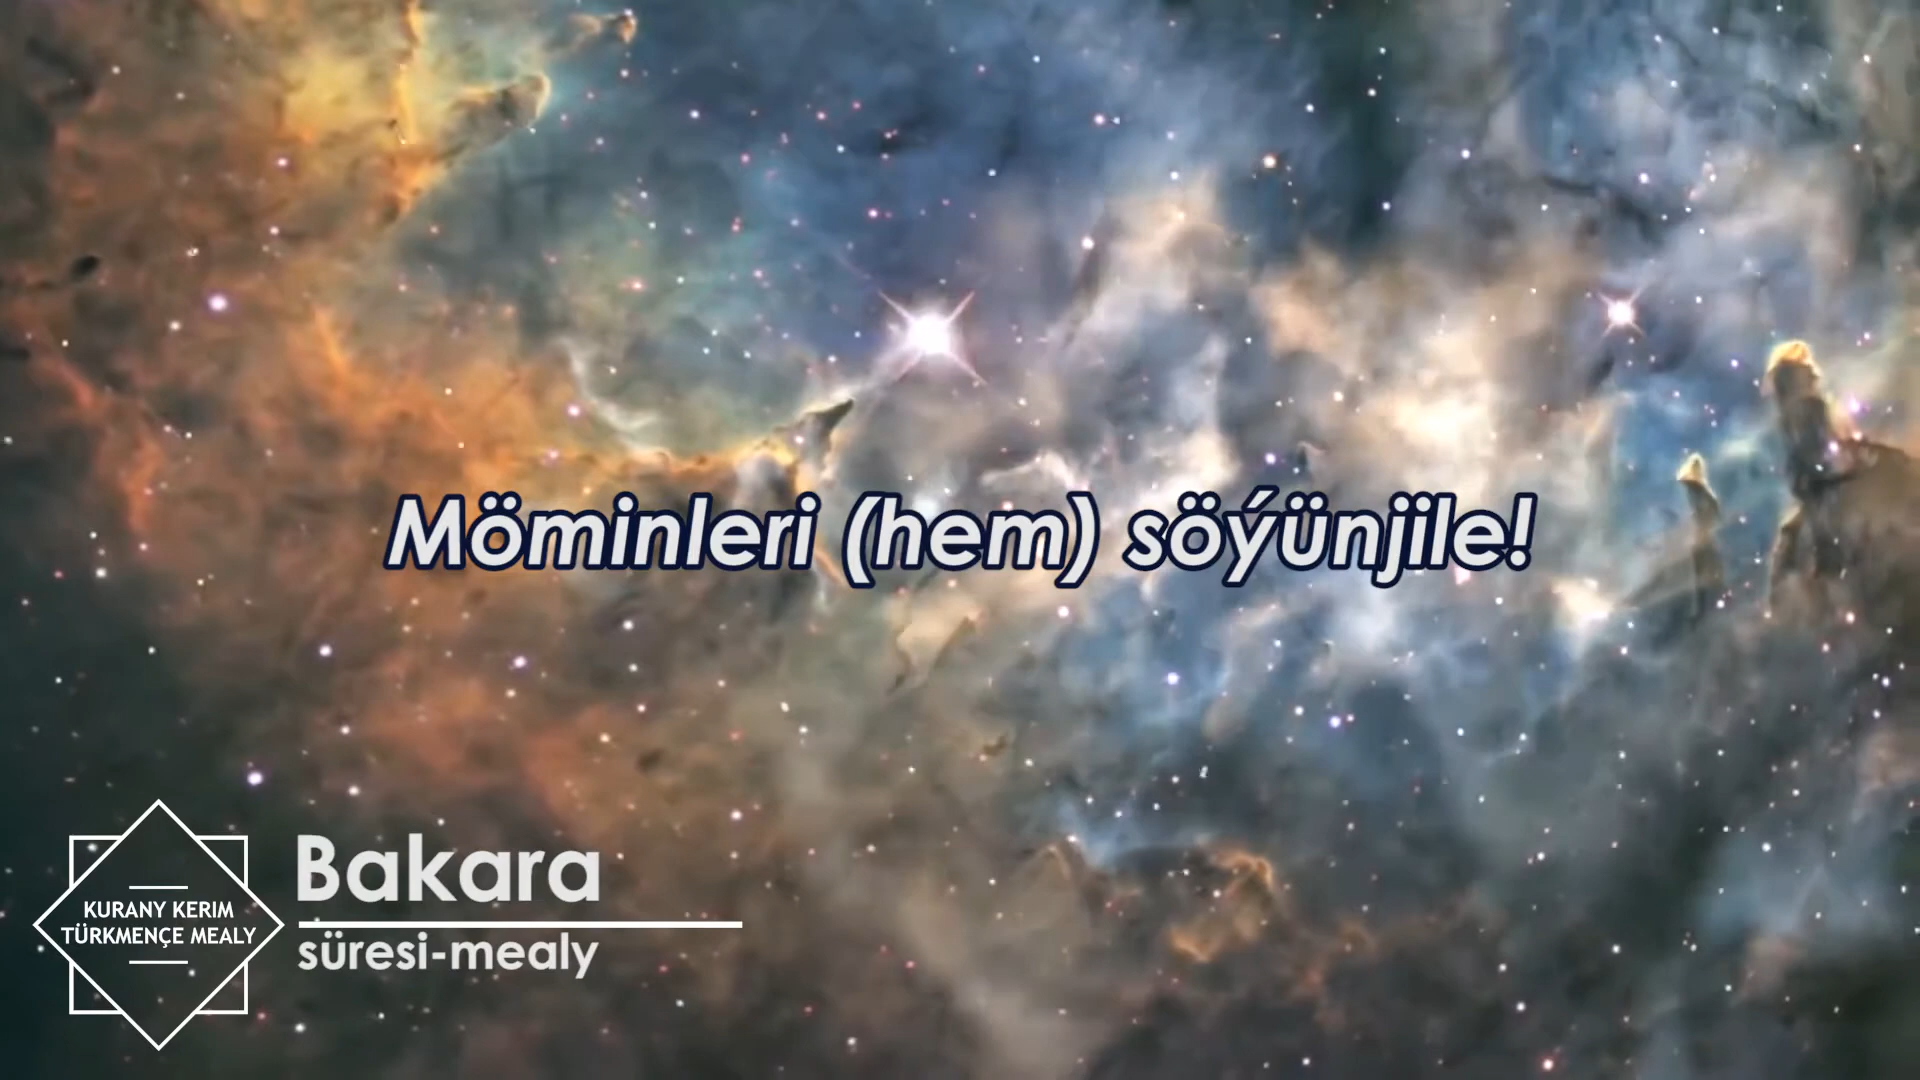 Möminleri (hem) söýünjile!
Bakara
süresi-mealy
KURANY KERIM
TÜRKMENÇE MEALY